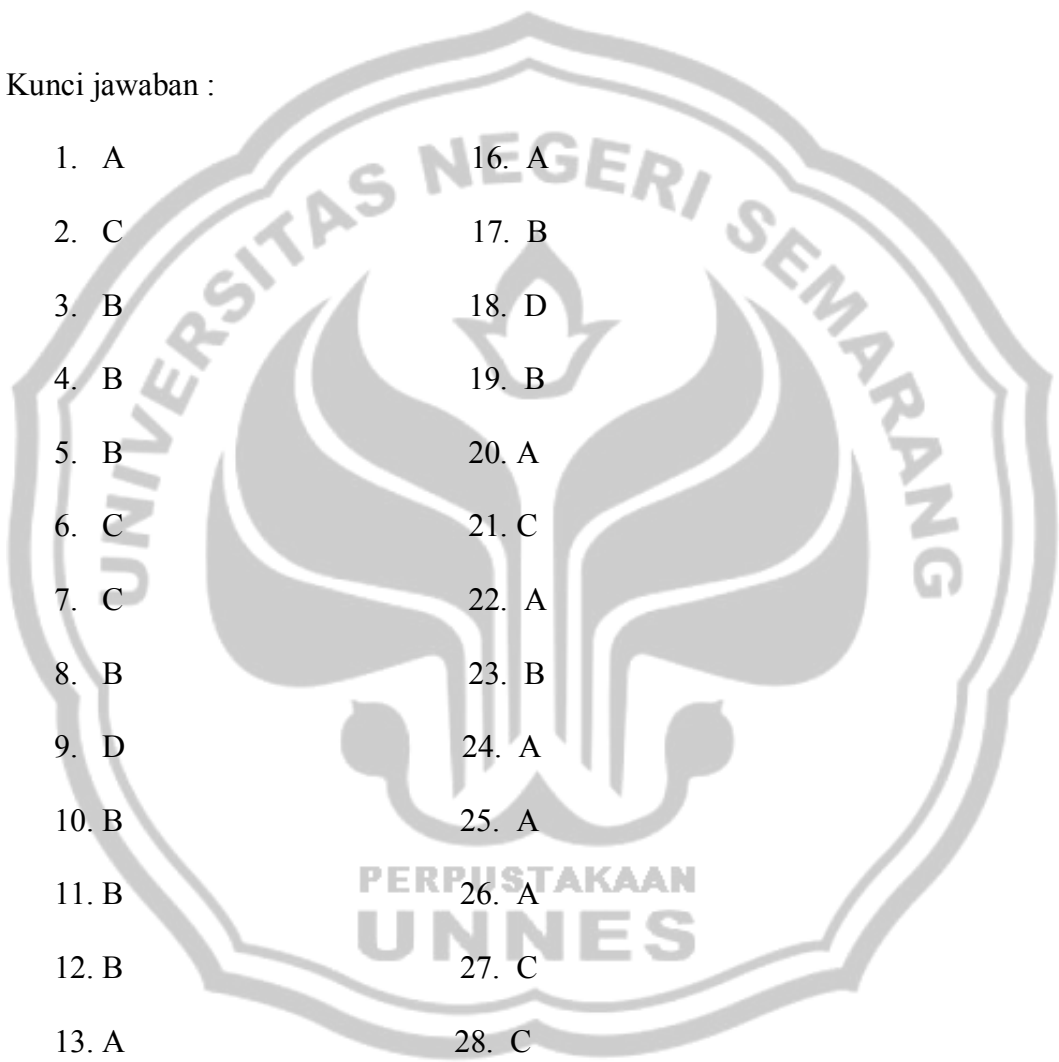 Kunci jawaban :
1. A 16. A
2. C 17. B
3. B 18. D
4. B 19. B
5. B 20. A
6. C 21. C
7. C 22. A
8. B 23. B
9. D 24. A
10. B 25. A
11. B 26. A
12. B 27. C
13. A 28. C
UNIVERSITAS NEGERI SEMARANG
PERPUSTAKAAN
UNNES